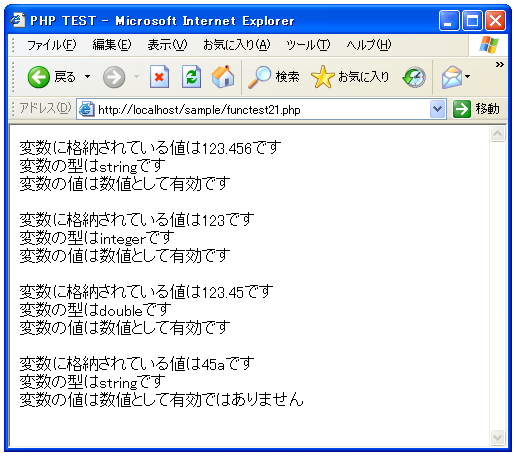 PHP TEST - Microsoft Internet Explorer
ファイル(F) 編集(E) 表示(V) お気に入り(A) ツール(T) ヘルプ(H)
戻る 検索 お気に入り
アドレス(D) http://localhost/sample/functest21.php 移動
変数に格納されている値は123.456です
変数の型はstringです
変数の値は数値として有効です
変数に格納されている値は123です
変数の型はintegerです
変数の値は数値として有効です
変数に格納されている値は123.45です
変数の型はdoubleです
変数の値は数値として有効です
変数に格納されている値は45aです
変数の型はstringです
変数の値は数値として有効ではありません